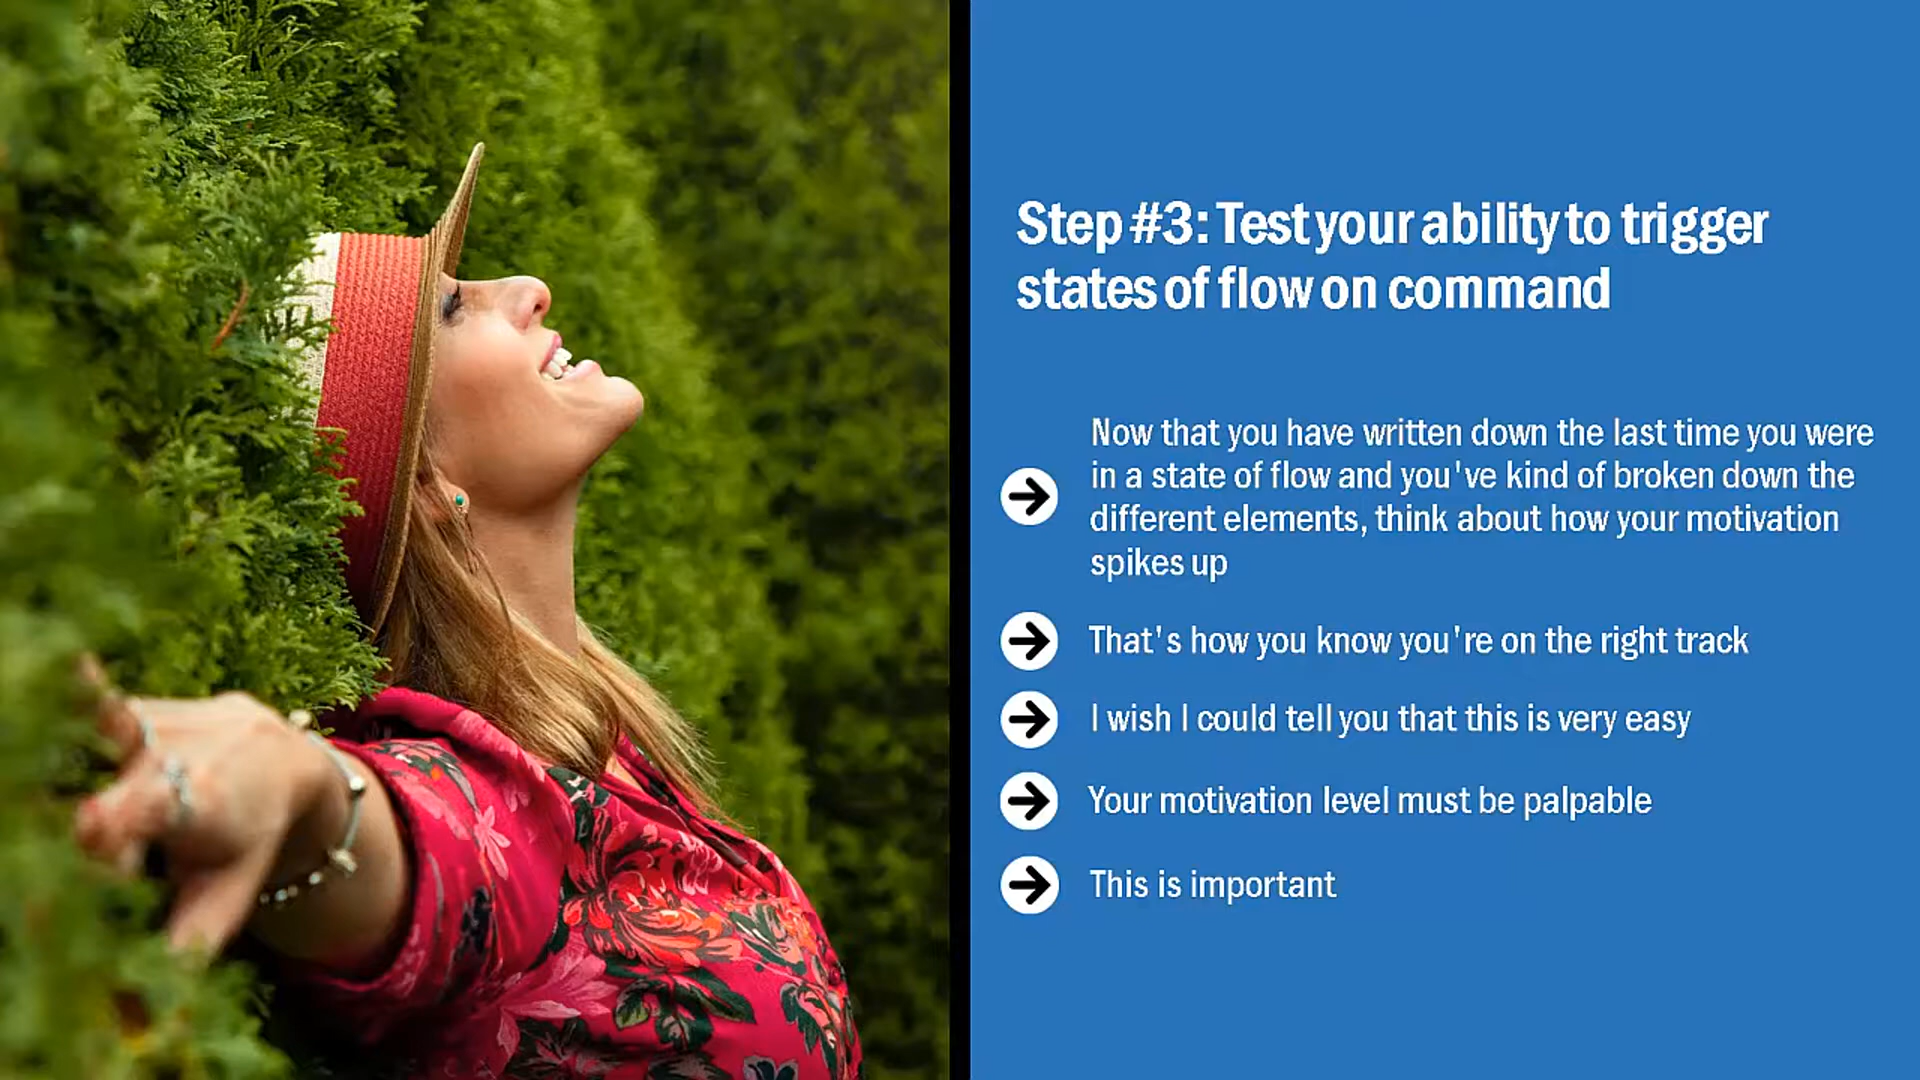 Step #3: Test your ability to trigger
states of flow on command
Now that you have written down the last time you were
in a state of flow and you've kind of broken down the
different elements, think about how your motivation
spikes up
That's how you know you're on the right track
I wish I could tell you that this is very easy
Your motivation level must be palpable
This is important